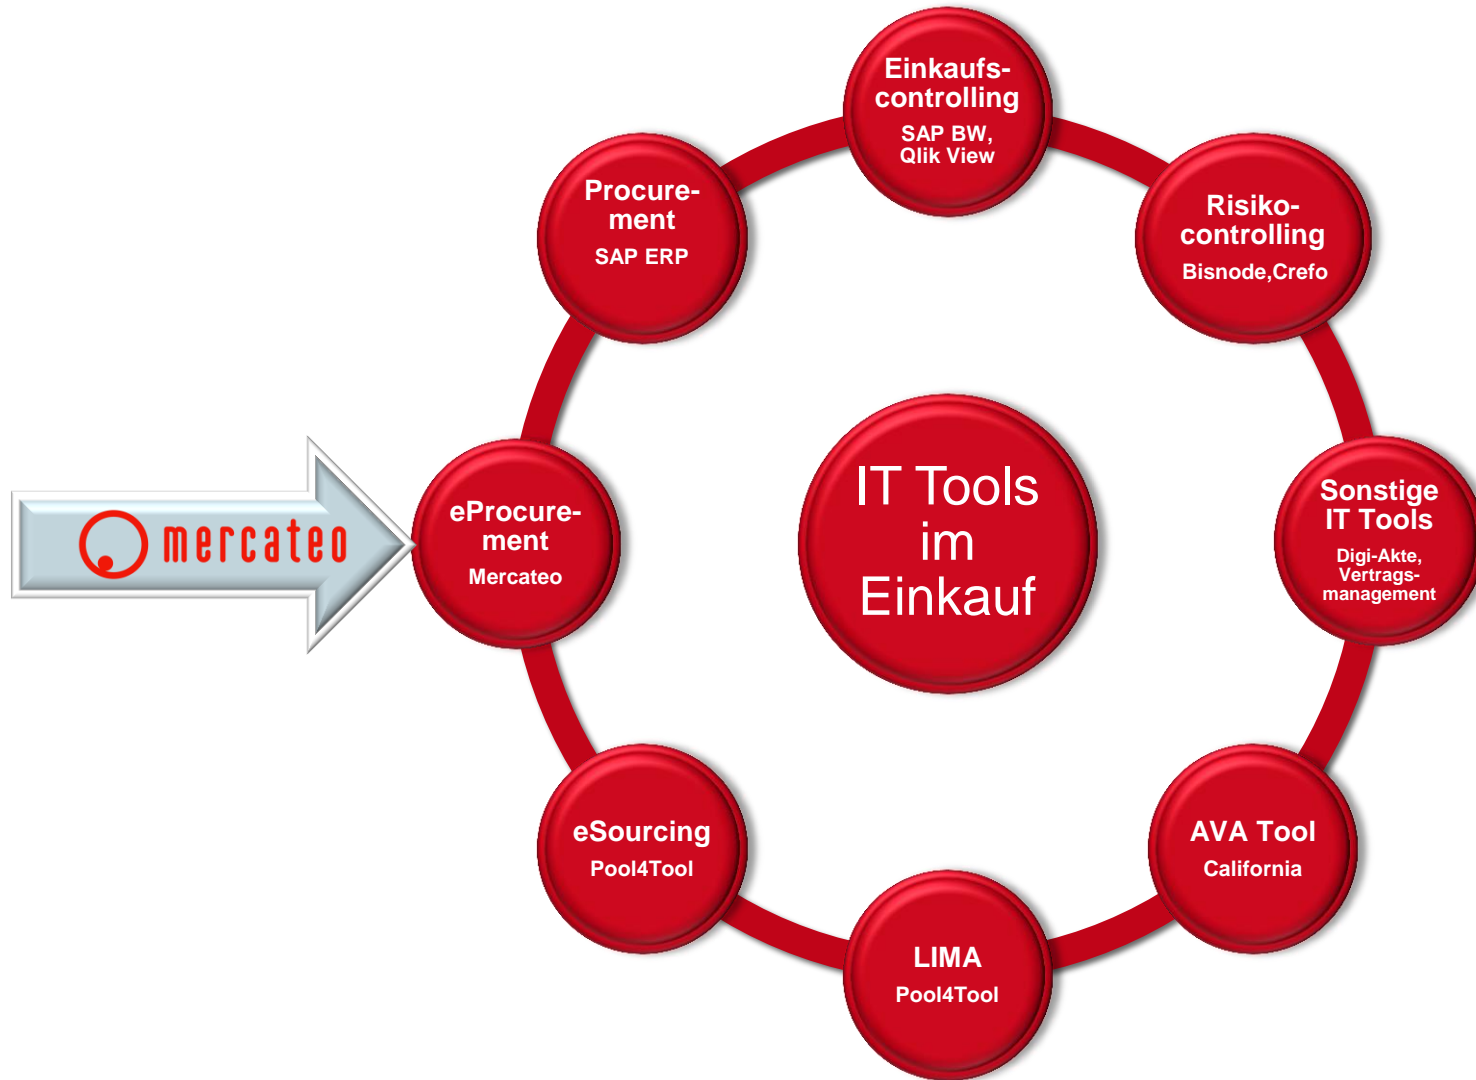 Einkaufs-
controlling
SAP BW,
Qlik View
Risiko-
controlling
Bisnode,Crefo
Sonstige
IT Tools
Digi-Akte,
Vertrags-
management
AVA Tool
California
LIMA
Pool4Tool
eSourcing
Pool4Tool
eProcure-
ment
Mercateo
Procure-
ment
SAP ERP
IT Tools
im
Einkauf
mercateo